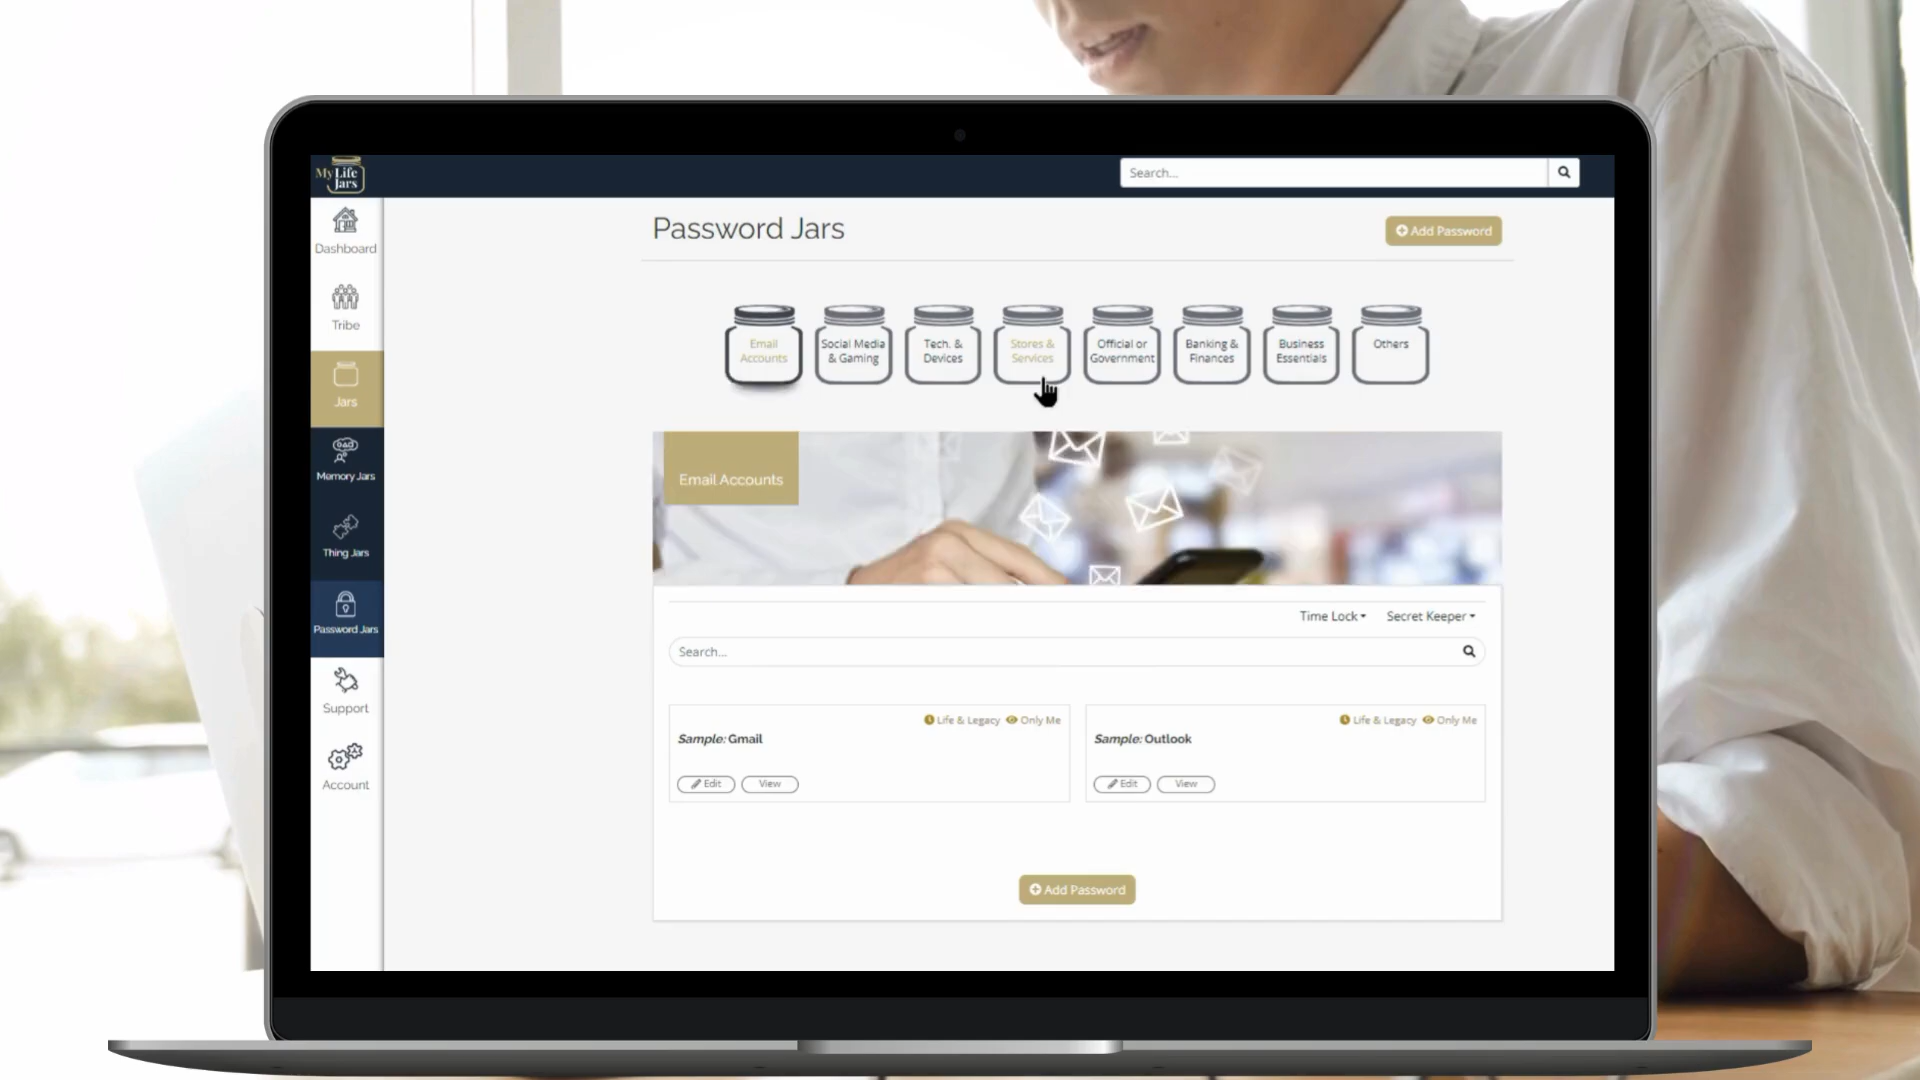 My Life
Jars
Search...
Dashboard
Tribe
Jars
Memory Jars
Thing Jars
Password Jars
Support
Account
Password Jars
Add Password
Email
Accounts
Social Media
& Gaming
Tech. &
Devices
Stores &
Services
Official or
Government
Banking &
Finances
Business
Essentials
Others
Email Accounts
Time Lock
Secret Keeper
Search...
Life & Legacy Only Me
Sample: Gmail
Edit View
Life & Legacy Only Me
Sample: Outlook
Edit View
Add Password